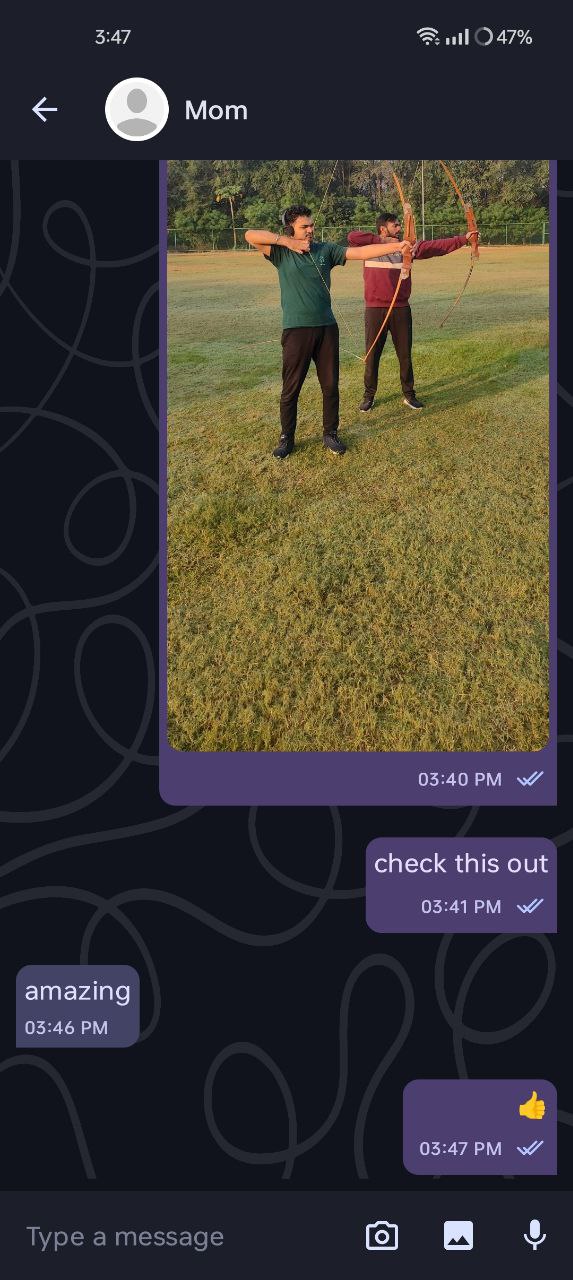 3:47
47%
Mom
03:40 PM
check this out
03:41 PM
amazing
03:46 PM
👍
03:47 PM
Type a message